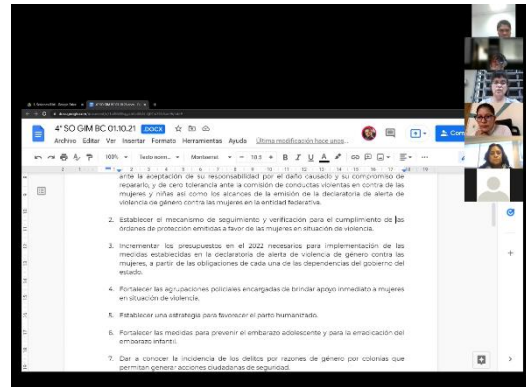 4° SO GIM BC 01.10.21 .DOCX
Archivo Editar Ver Insertar Formato Herramientas Ayuda Última modificación hace unos...
100% Texto norm... Montserrat 10.5
ante la aceptación de su responsabilidad por el daño causado y su compromiso de
repararlo, y de cero tolerancia ante la comisión de conductas violentas en contra de las
mujeres y niñas así como los alcances de la emisión de la declaratoria de alerta de
violencia de género contra las mujeres en la entidad federativa.
2. Establecer el mecanismo de seguimiento y verificación para el cumplimiento de las
órdenes de protección emitidas a favor de las mujeres en situación de violencia.
3. Incrementar los presupuestos en el 2022 necesarios para implementación de las
medidas establecidas en la declaratoria de alerta de violencia de género contra las
mujeres, a partir de las obligaciones de cada una de las dependencias del gobierno del
estado.
4. Fortalecer las agrupaciones policiales encargadas de brindar apoyo inmediato a mujeres
en situación de violencia.
5. Establecer una estrategia para favorecer el parto humanizado.
6. Fortalecer las medidas para prevenir el embarazo adolescente y para la erradicación del
embarazo infantil.
7. Dar a conocer la incidencia de los delitos por razones de género por colonias que
permitan generar acciones ciudadanas de seguridad.